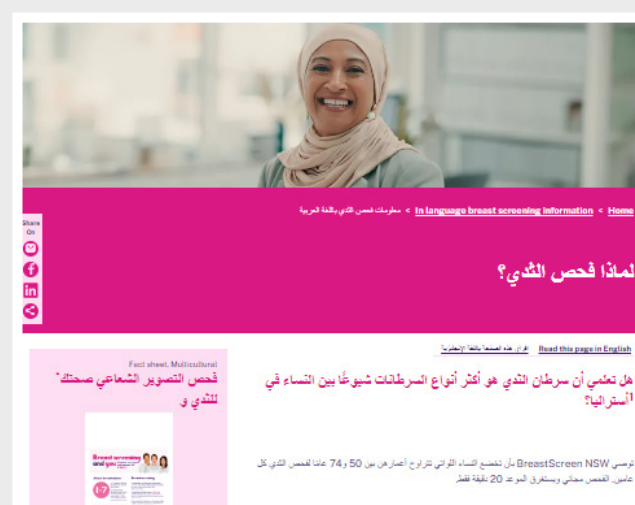 Home > In language breast screening information > معلومات فحص الثدي باللغة العربية
Share
On
لماذا فحص الثدي؟
Read this page in English اقرأي هذه الصفحة باللغة الإنجليزية
هل تعلمي أن سرطان الثدي هو أكثر أنواع السرطانات شيوعًا بين النساء في
أستراليا؟¹
توصي BreastScreen NSW بأن تخضع النساء اللواتي تتراوح أعمارهن بين 50 و74 عامًا لفحص الثدي كل
عامين. الفحص مجاني ويستغرق الموعد 20 دقيقة فقط.
Fact sheet, Multicultural
فحص التصوير الشعاعي صحتك"
للثدي و
Breast screening
and you